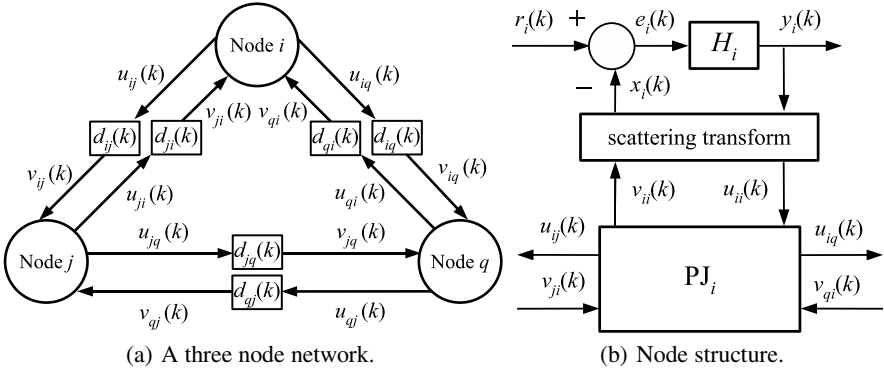 Node i
u_ij(k)
u_iq(k)
v_ji(k)
v_qi(k)
d_ij(k)
d_ji(k)
d_qi(k)
d_iq(k)
v_ij(k)
u_ji(k)
u_qi(k)
v_iq(k)
Node j
u_jq(k)
d_jq(k)
v_jq(k)
Node q
v_qj(k)
d_qj(k)
u_qj(k)
(a) A three node network.
r_i(k)
+
e_i(k)
H_i
y_i(k)
−
x_i(k)
scattering transform
v_ii(k)
u_ii(k)
u_ij(k)
u_iq(k)
PJ_i
v_ji(k)
v_qi(k)
(b) Node structure.